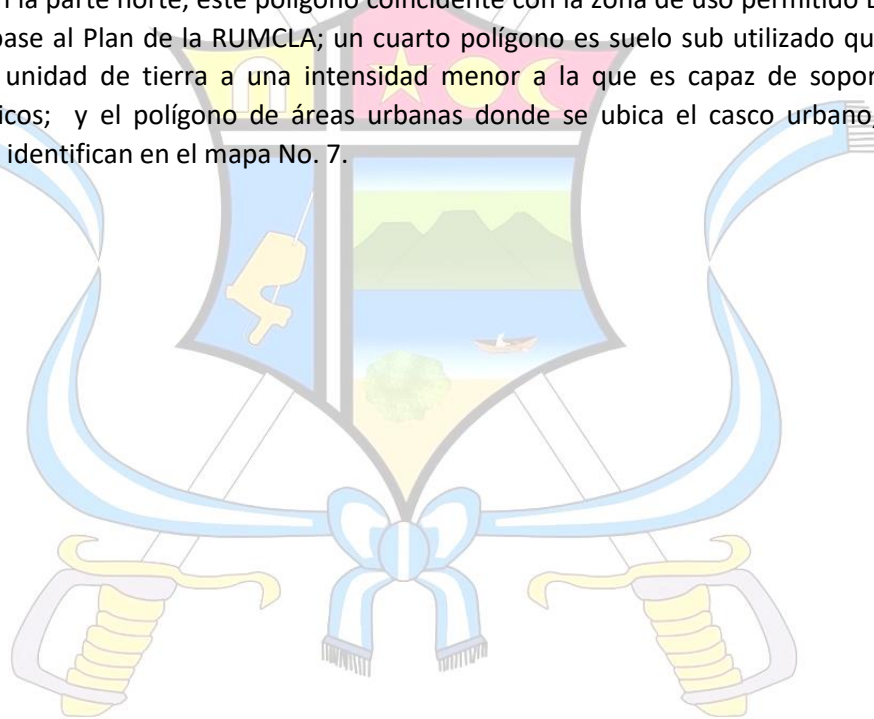 la parte norte, este polígono coincidente con la zona de uso permitido
base al Plan de la RUMCLA; un cuarto polígono es suelo sub utilizado
unidad de tierra a una intensidad menor a la que es capaz de
y el polígono de áreas urbanas donde se ubica el casco urbano,
identifican en el mapa No. 7.